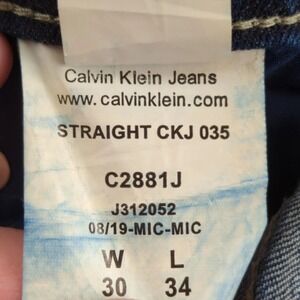 Calvin Klein Jeans
www.calvinklein.com
STRAIGHT CKJ 035
C2881J
J312052
08/19-MIC-MIC
W L
30 34